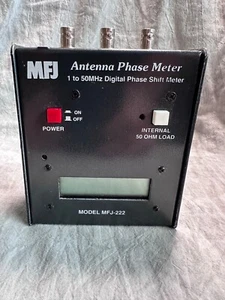 MFJ
Antenna Phase Meter
1 to 50MHz Digital Phase Shift Meter
ON
OFF
POWER
INTERNAL
50 OHM LOAD
MODEL MFJ-222